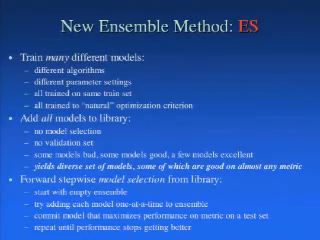 New Ensemble Method: ES
• Train many different models:
– different algorithms
– different parameter settings
– all trained on same train set
– all trained to “natural” optimization criterion
• Add all models to library:
– no model selection
– no validation set
– some models bad, some models good, a few models excellent
– yields diverse set of models, some of which are good on almost any metric
• Forward stepwise model selection from library:
– start with empty ensemble
– try adding each model one-at-a-time to ensemble
– commit model that maximizes performance on metric on a test set
– repeat until performance stops getting better